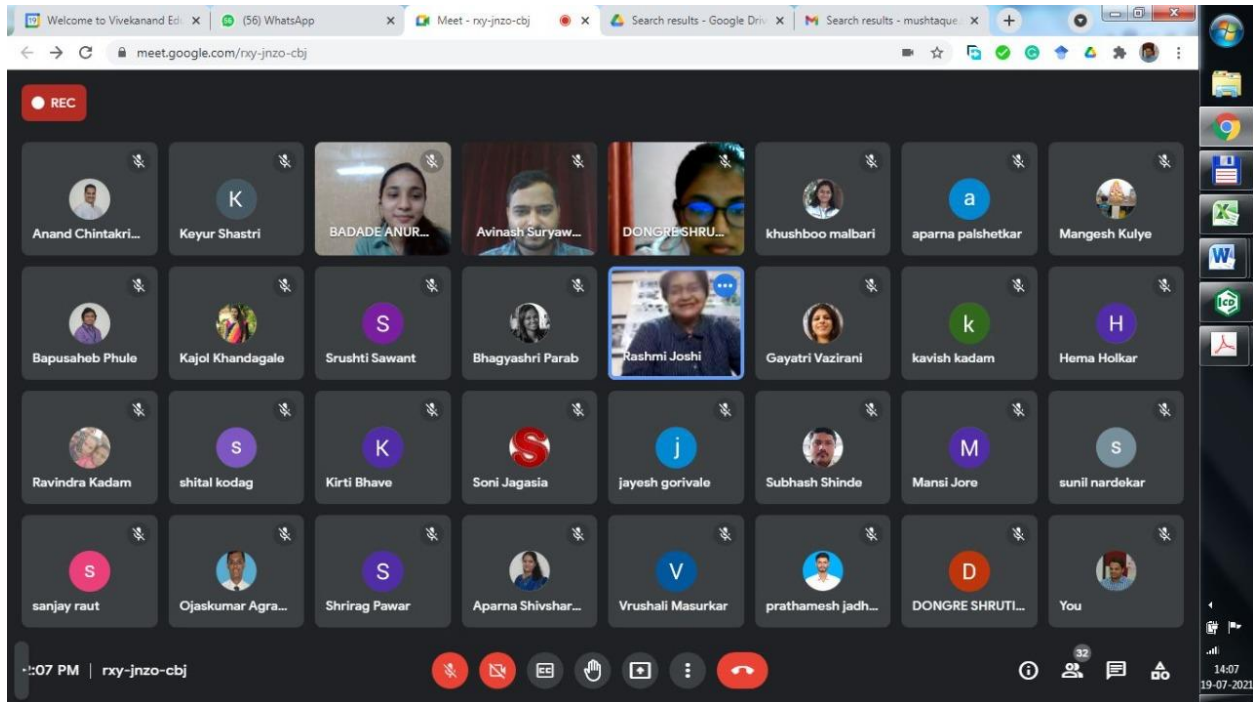 Welcome to Vivekanand Edu
(56) WhatsApp
Meet - rxy-jnzo-cbj
Search results - Google Driv
Search results - mushtaque.
meet.google.com/rxy-jnzo-cbj
REC
Anand Chintakri...
K
Keyur Shastri
BADADE ANUR...
Avinash Suryaw...
DONGRE SHRU...
khushboo malbari
a
aparna palshetkar
Mangesh Kulye
Bapusaheb Phule
Kajol Khandagale
S
Srushti Sawant
Bhagyashri Parab
Rashmi Joshi
Gayatri Vazirani
k
kavish kadam
H
Hema Holkar
Ravindra Kadam
s
shital kodag
K
Kirti Bhave
S
Soni Jagasia
j
jayesh gorivale
Subhash Shinde
M
Mansi Jore
s
sunil nardekar
s
sanjay raut
Ojaskumar Agra...
S
Shrirag Pawar
Aparna Shivshar...
V
Vrushali Masurkar
prathamesh jadh...
D
DONGRE SHRUTI...
You
:07 PM | rxy-jnzo-cbj
CC
32
ICD
14:07
19-07-2021